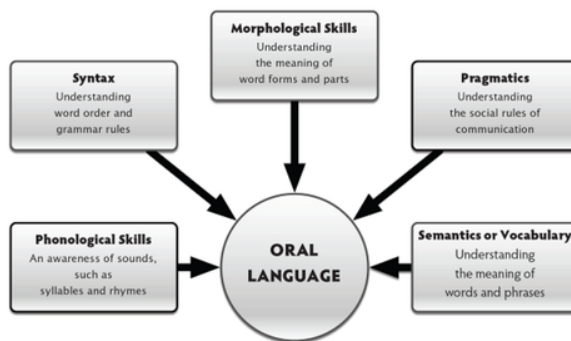 Morphological Skills
Understanding
the meaning of
word forms and parts
Syntax
Understanding
word order and
grammar rules
Pragmatics
Understanding
the social rules of
communication
Phonological Skills
An awareness of sounds,
such as
syllables and rhymes
ORAL
LANGUAGE
Semantics or Vocabulary
Understanding
the meaning of
words and phrases